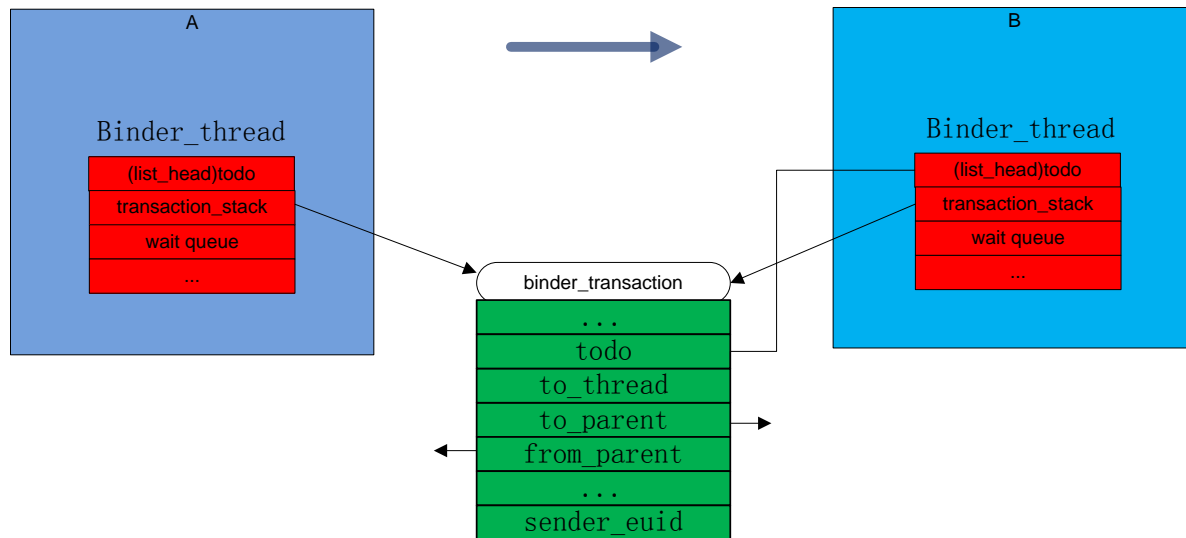 A
Binder_thread
(list_head)todo
transaction_stack
wait queue
...
B
Binder_thread
(list_head)todo
transaction_stack
wait queue
...
binder_transaction
...
todo
to_thread
to_parent
from_parent
...
sender_euid